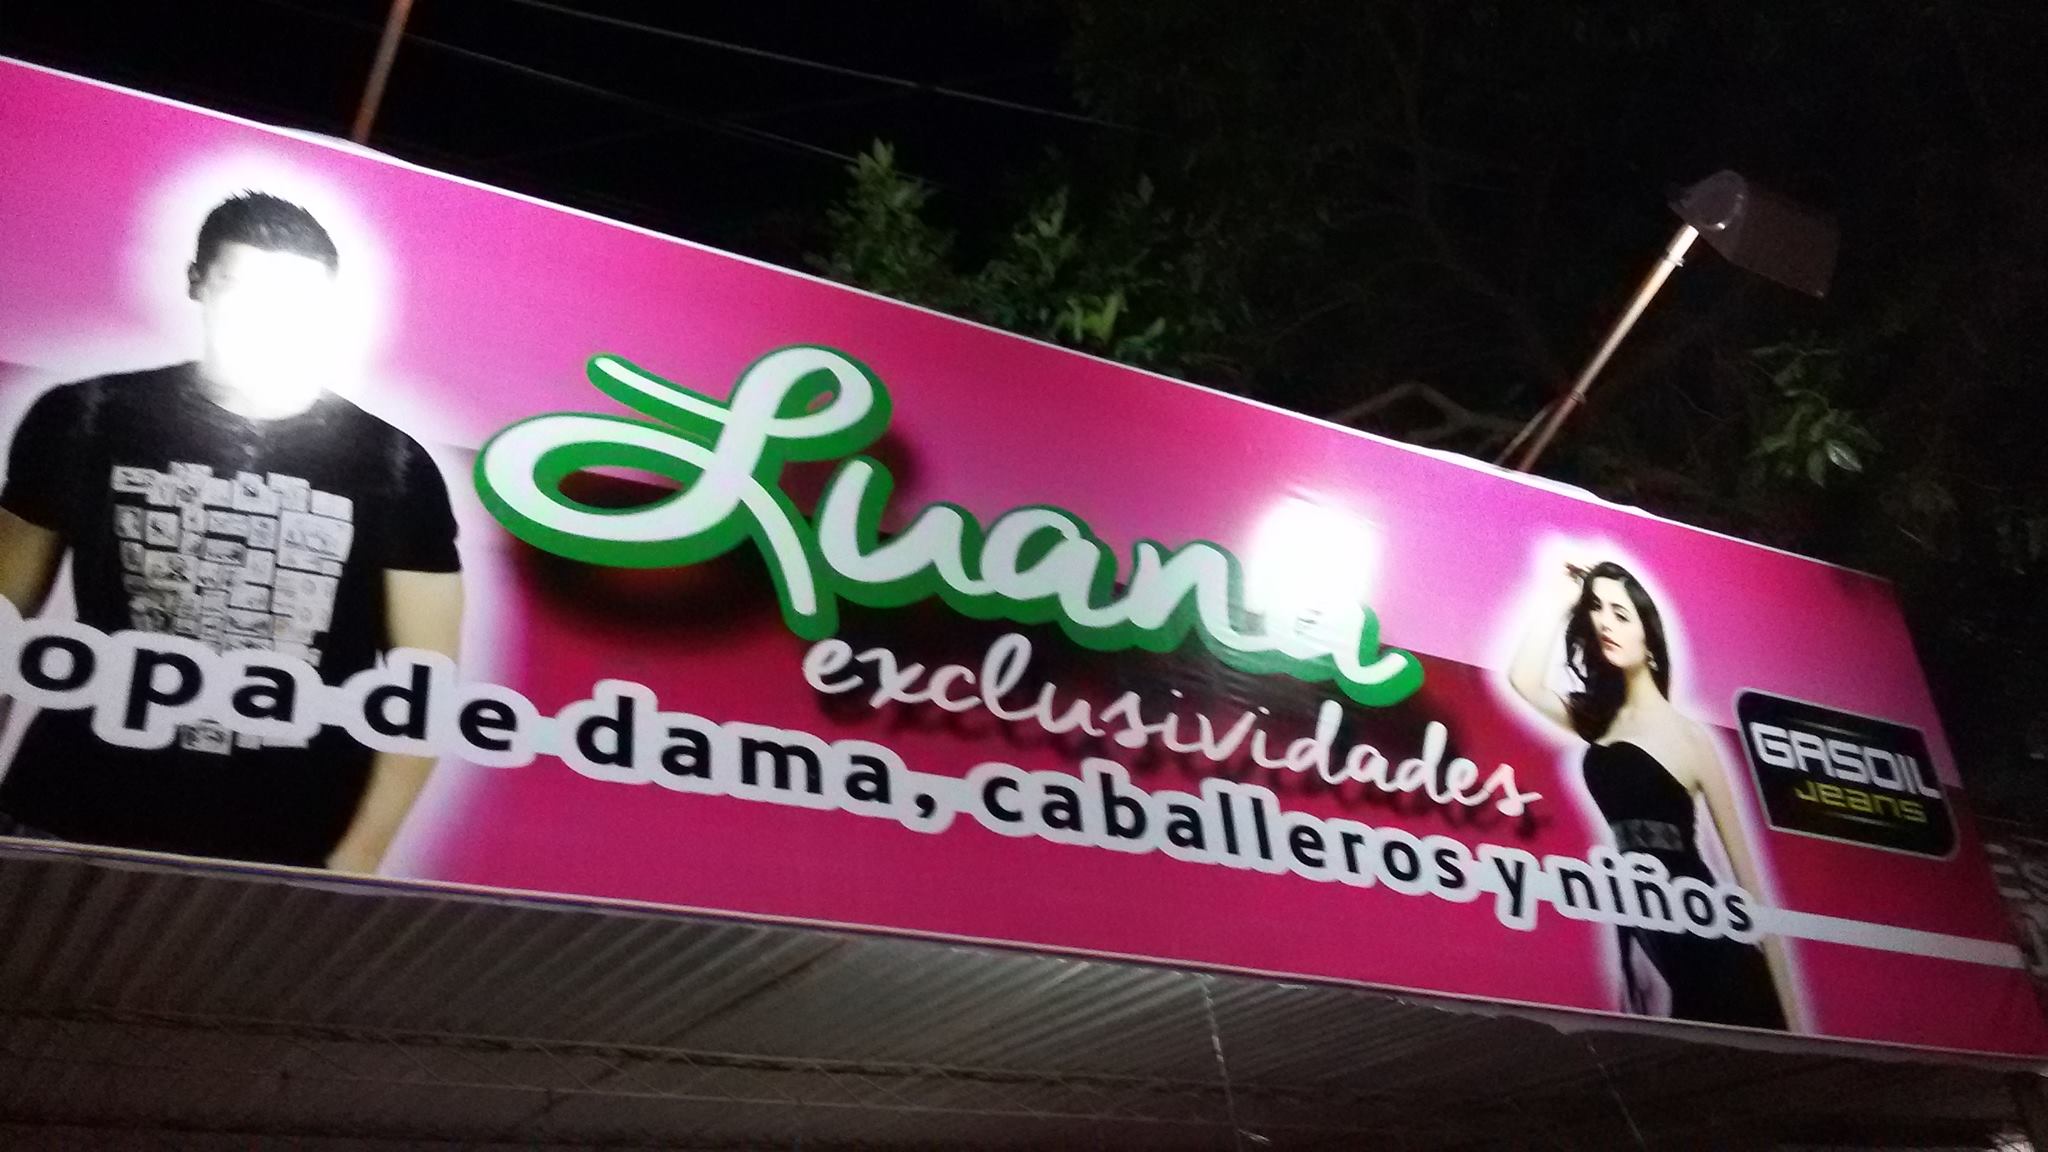 Luana
exclusividades
opa de dama, caballeros y niños
GASOIL
Jeans